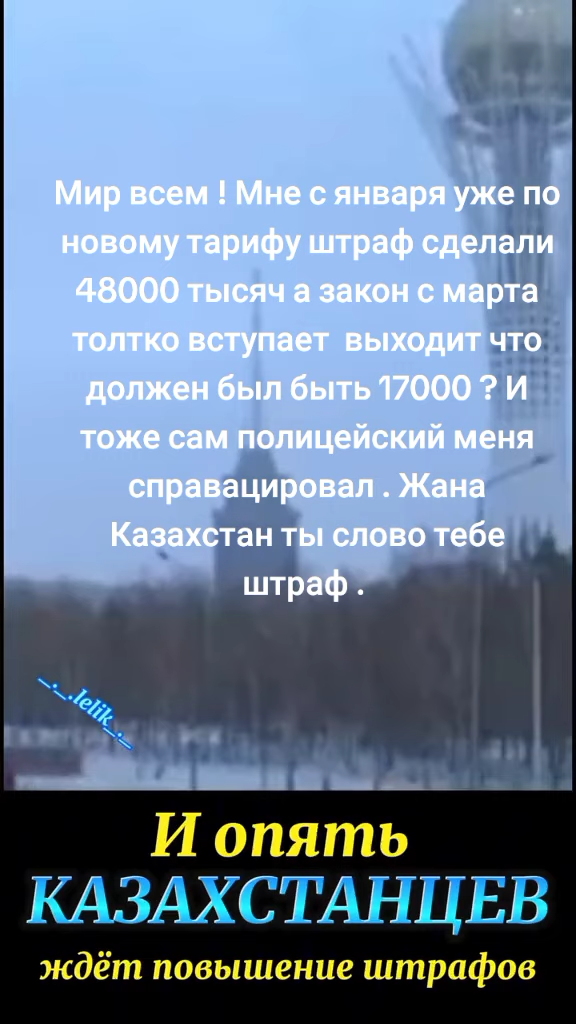 Мир всем ! Мне с января уже по
новому тарифу штраф сделали
48000 тысяч а закон с марта
толтко вступает выходит что
должен был быть 17000 ? И
тоже сам полицейский меня
справацировал . Жана
Казахстан ты слово тебе
штраф .
_._.lelik_._
И опять
КАЗАХСТАНЦЕВ
ждёт повышение штрафов